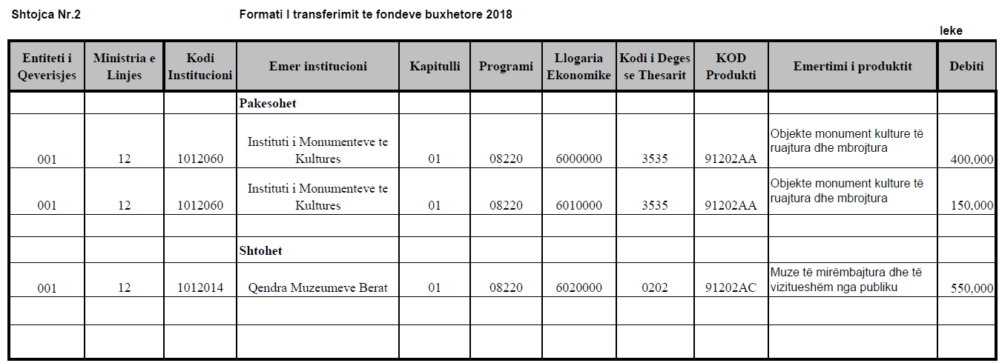 Shtojca Nr.2 Formati I transferimit te fondeve buxhetore 2018
leke
Entiteti i Qeverisjes Ministria e Linjes Kodi Institucioni Emer institucioni Kapitulli Programi Llogaria Ekonomike Kodi i Deges se Thesarit KOD Produkti Emertimi i produktit Debiti
Pakesohet
001 12 1012060 Instituti i Monumenteve te Kultures 01 08220 6000000 3535 91202AA Objekte monument kulture të ruajtura dhe mbrojtura 400,000
001 12 1012060 Instituti i Monumenteve te Kultures 01 08220 6010000 3535 91202AA Objekte monument kulture të ruajtura dhe mbrojtura 150,000
Shtohet
001 12 1012014 Qendra Muzeumeve Berat 01 08220 6020000 0202 91202AC Muze të mirëmbajtura dhe të vizitueshëm nga publiku 550,000